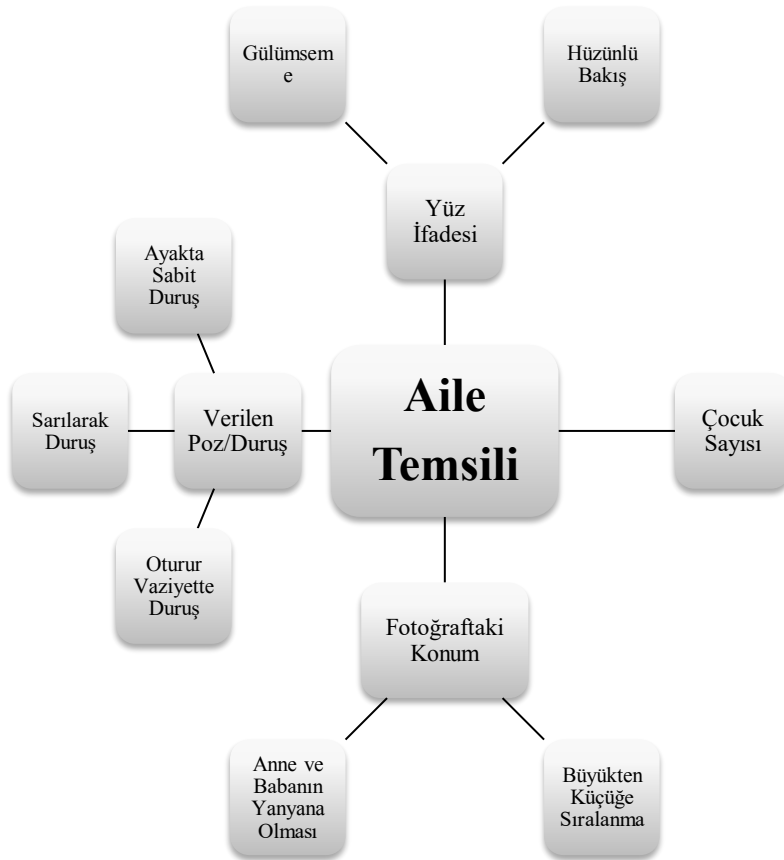 Gülümsem
e
Hüzünlü
Bakış
Yüz
İfadesi
Ayakta
Sabit
Duruş
Sarılarak
Duruş
Verilen
Poz/Duruş
Aile
Temsili
Çocuk
Sayısı
Oturur
Vaziyette
Duruş
Fotoğraftaki
Konum
Anne ve
Babanın
Yanyana
Olması
Büyükten
Küçüğe
Sıralanma